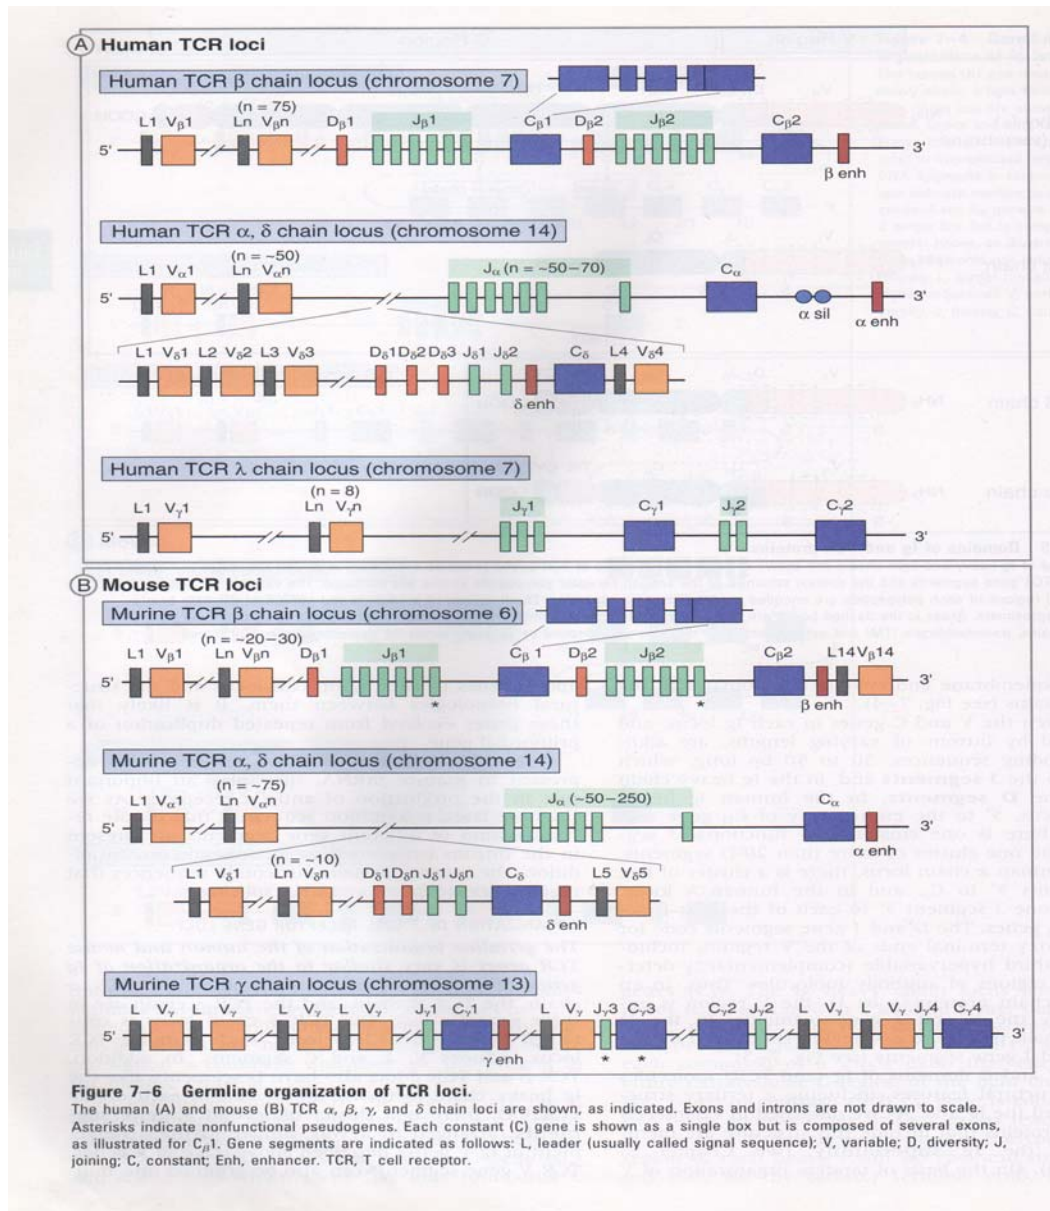 A Human TCR loci
Human TCR β chain locus (chromosome 7)
(n = 75)
L1 Vβ1 Ln Vβn Dβ1 Jβ1 Cβ1 Dβ2 Jβ2 Cβ2
5' 3'
β enh
Human TCR α, δ chain locus (chromosome 14)
(n = ~50)
L1 Vα1 Ln Vαn Jα (n = ~50–70) Cα
5' 3'
α sil α enh
L1 Vδ1 L2 Vδ2 L3 Vδ3 Dδ1 Dδ2 Dδ3 Jδ1 Jδ2 Cδ L4 Vδ4
δ enh
Human TCR λ chain locus (chromosome 7)
(n = 8)
L1 Vγ1 Ln Vγn Jγ1 Cγ1 Jγ2 Cγ2
5' 3'
B Mouse TCR loci
Murine TCR β chain locus (chromosome 6)
(n = ~20–30)
L1 Vβ1 Ln Vβn Dβ1 Jβ1 Cβ 1 Dβ2 Jβ2 Cβ2 L14 Vβ14
5' 3'
* * β enh
Murine TCR α, δ chain locus (chromosome 14)
(n = ~75)
L1 Vα1 Ln Vαn Jα (~50–250) Cα
5' 3'
α enh
(n = ~10)
L1 Vδ1 Ln Vδn Dδ1 Dδn Jδ1 Jδn Cδ L5 Vδ5
δ enh
Murine TCR γ chain locus (chromosome 13)
L Vγ L Vγ L Vγ L Vγ Jγ1 Cγ1 L Vγ Jγ3 Cγ3 Cγ2 Jγ2 L Vγ L Vγ Jγ4 Cγ4
5' 3'
γ enh * *
Figure 7–6 Germline organization of TCR loci.
The human (A) and mouse (B) TCR α, β, γ, and δ chain loci are shown, as indicated. Exons and introns are not drawn to scale.
Asterisks indicate nonfunctional pseudogenes. Each constant (C) gene is shown as a single box but is composed of several exons,
as illustrated for Cβ1. Gene segments are indicated as follows: L, leader (usually called signal sequence); V, variable; D, diversity; J,
joining; C, constant; Enh, enhancer. TCR, T cell receptor.